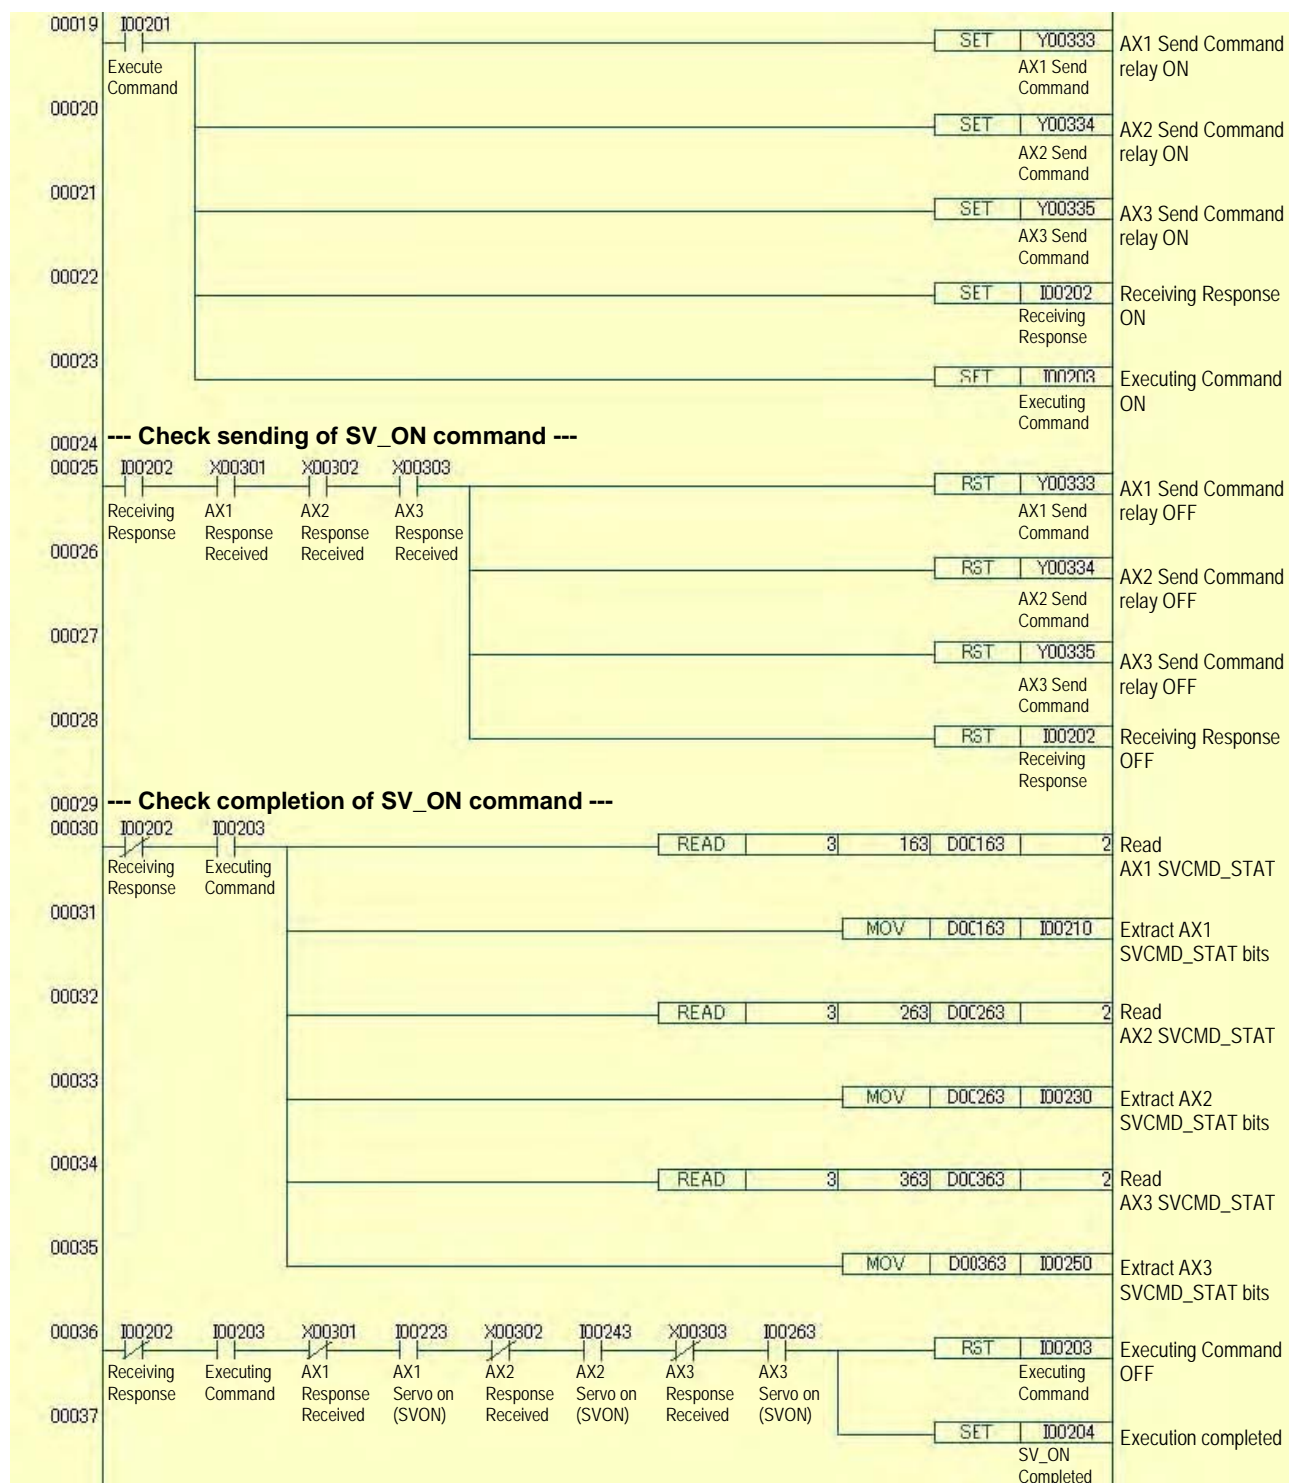 00019 I00201
SET Y00333 AX1 Send Command
Execute AX1 Send relay ON
Command Command
00020
SET Y00334 AX2 Send Command
AX2 Send relay ON
Command
00021
SET Y00335 AX3 Send Command
AX3 Send relay ON
Command
00022
SET I00202 Receiving Response
Receiving ON
Response
00023
SET I00203 Executing Command
Executing ON
Command
00024 --- Check sending of SV_ON command ---
00025 I00202 X00301 X00302 X00303
RST Y00333 AX1 Send Command
Receiving AX1 AX2 AX3 AX1 Send relay OFF
Response Response Response Response Command
Received Received Received
00026
RST Y00334 AX2 Send Command
AX2 Send relay OFF
Command
00027
RST Y00335 AX3 Send Command
AX3 Send relay OFF
Command
00028
RST I00202 Receiving Response
Receiving OFF
Response
00029 --- Check completion of SV_ON command ---
00030 I00202 I00203
READ 3 163 D00163 2 Read
Receiving Executing AX1 SVCMD_STAT
Response Command
00031
MOV D00163 I00210 Extract AX1
SVCMD_STAT bits
00032
READ 3 263 D00263 2 Read
AX2 SVCMD_STAT
00033
MOV D00263 I00230 Extract AX2
SVCMD_STAT bits
00034
READ 3 363 D00363 2 Read
AX3 SVCMD_STAT
00035
MOV D00363 I00250 Extract AX3
SVCMD_STAT bits
00036 I00202 I00203 X00301 I00223 X00302 I00243 X00303 I00263
RST I00203 Executing Command
Receiving Executing AX1 AX1 AX2 AX2 AX3 AX3 Executing OFF
Response Command Response Servo on Response Servo on Response Servo on Command
Received (SVON) Received (SVON) Received (SVON)
00037
SET I00204 Execution completed
SV_ON
Completed